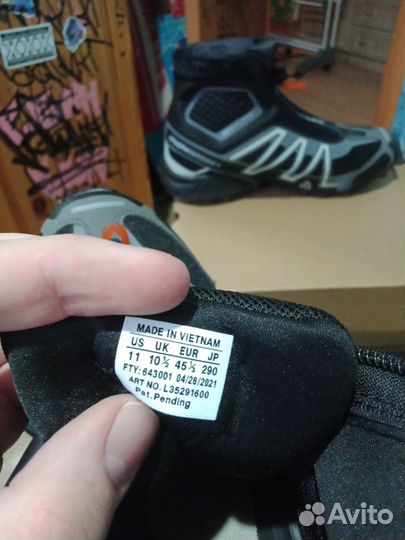 XXXX
MADE IN VIETNAM
US UK EUR JP
11 10½ 45⅓ 290
FTY: 643001 04/28/2021
ART NO. L35291600
Pat.Pending
Avito